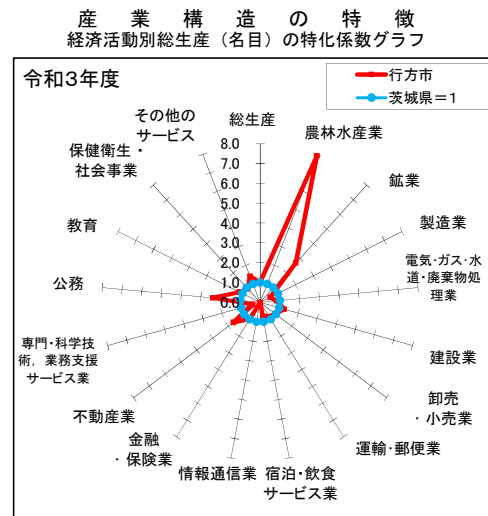 産業構造の特徴
経済活動別総生産（名目）の特化係数グラフ
令和3年度
行方市
茨城県＝1
総生産
農林水産業
鉱業
製造業
電気･ガス･水
道･廃棄物処
理業
建設業
卸売
・小売業
運輸･郵便業
宿泊・飲食
サービス業
情報通信業
金融
・保険業
不動産業
専門・科学技
術，業務支援
サービス業
公務
教育
保健衛生・
社会事業
その他の
サービス
8.0
7.0
6.0
5.0
4.0
3.0
2.0
1.0
0.0